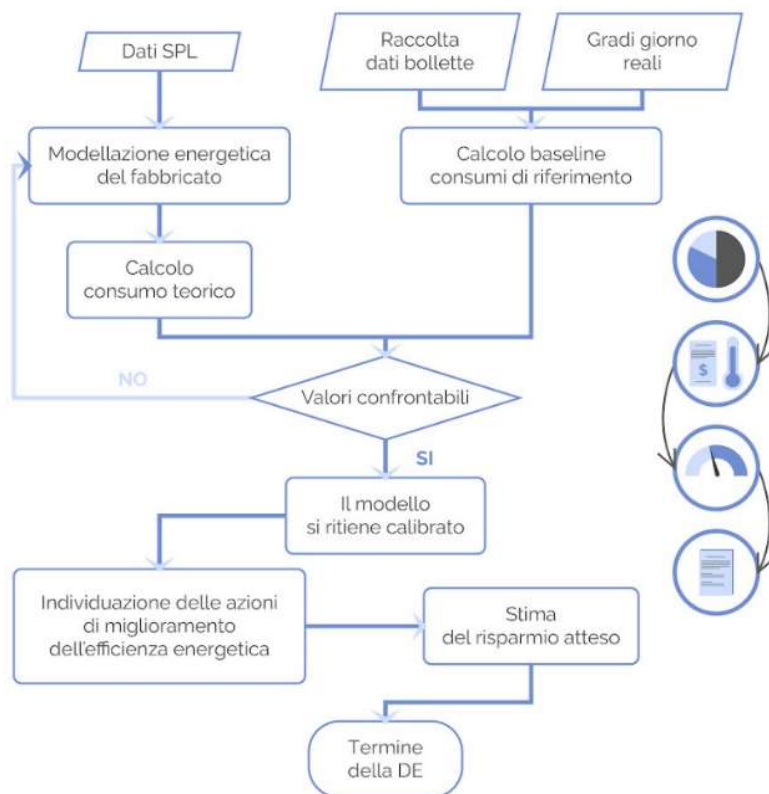 Dati SPL
Raccolta
dati bollette
Gradi giorno
reali
Modellazione energetica
del fabbricato
Calcolo baseline
consumi di riferimento
Calcolo
consumo teorico
NO
Valori confrontabili
SI
Il modello
si ritiene calibrato
Individuazione delle azioni
di miglioramento
dell'efficienza energetica
Stima
del risparmio atteso
Termine
della DE
$